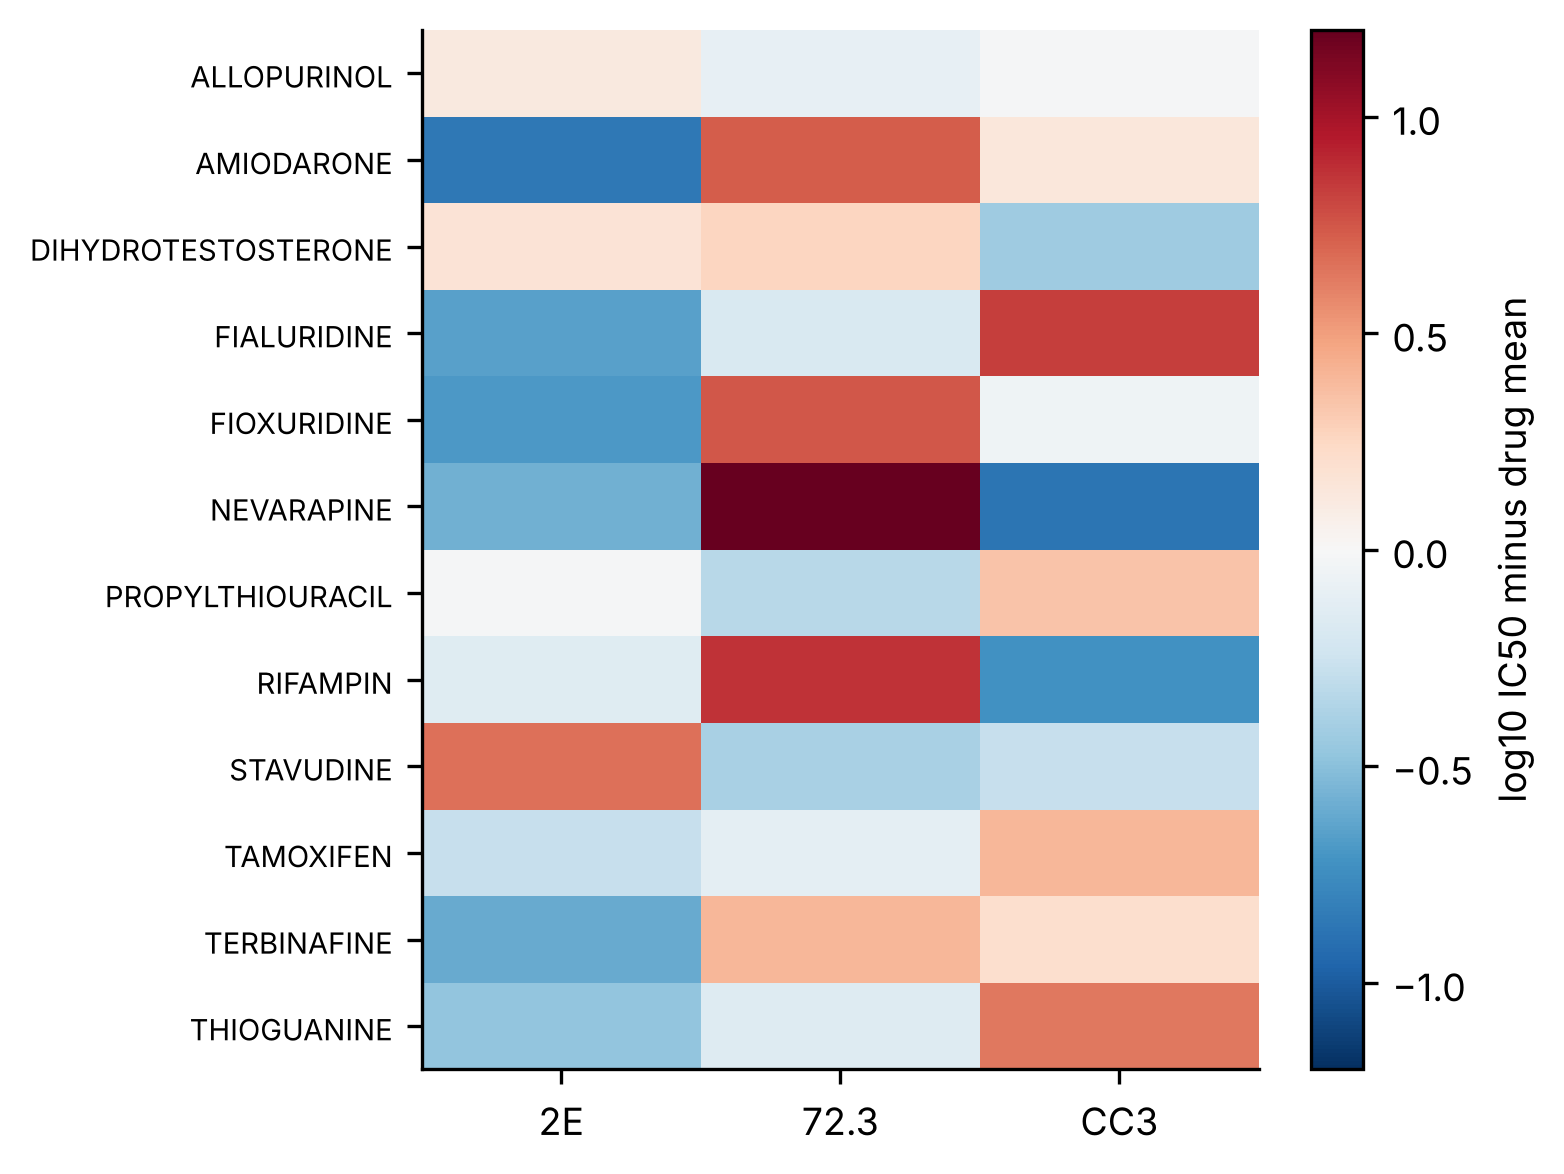 ALLOPURINOL
AMIODARONE
DIHYDROTESTOSTERONE
FIALURIDINE
FIOXURIDINE
NEVARAPINE
PROPYLTHIOURACIL
RIFAMPIN
STAVUDINE
TAMOXIFEN
TERBINAFINE
THIOGUANINE
2E 72.3 CC3
1.0
0.5
0.0
−0.5
−1.0
log10 IC50 minus drug mean